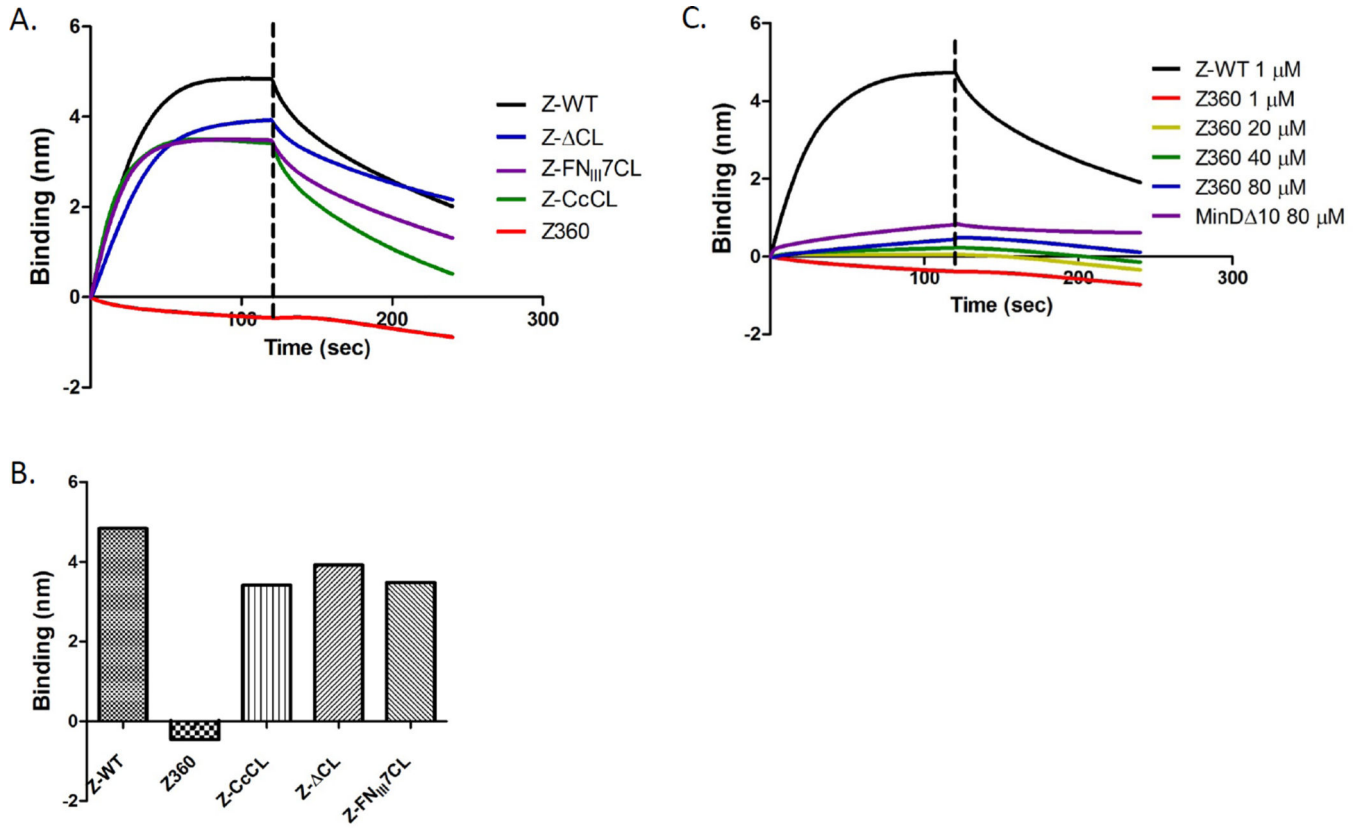 A.
6
4
2
0
-2
Binding (nm)
100
200
300
Time (sec)
Z-WT
Z-ΔCL
Z-FNIII7CL
Z-CcCL
Z360
C.
6
4
2
0
-2
Binding (nm)
100
200
300
Time (sec)
Z-WT 1 μM
Z360 1 μM
Z360 20 μM
Z360 40 μM
Z360 80 μM
MinDΔ10 80 μM
B.
6
4
2
0
-2
Binding (nm)
Z-WT
Z360
Z-CcCL
Z-ΔCL
Z-FNIII7CL